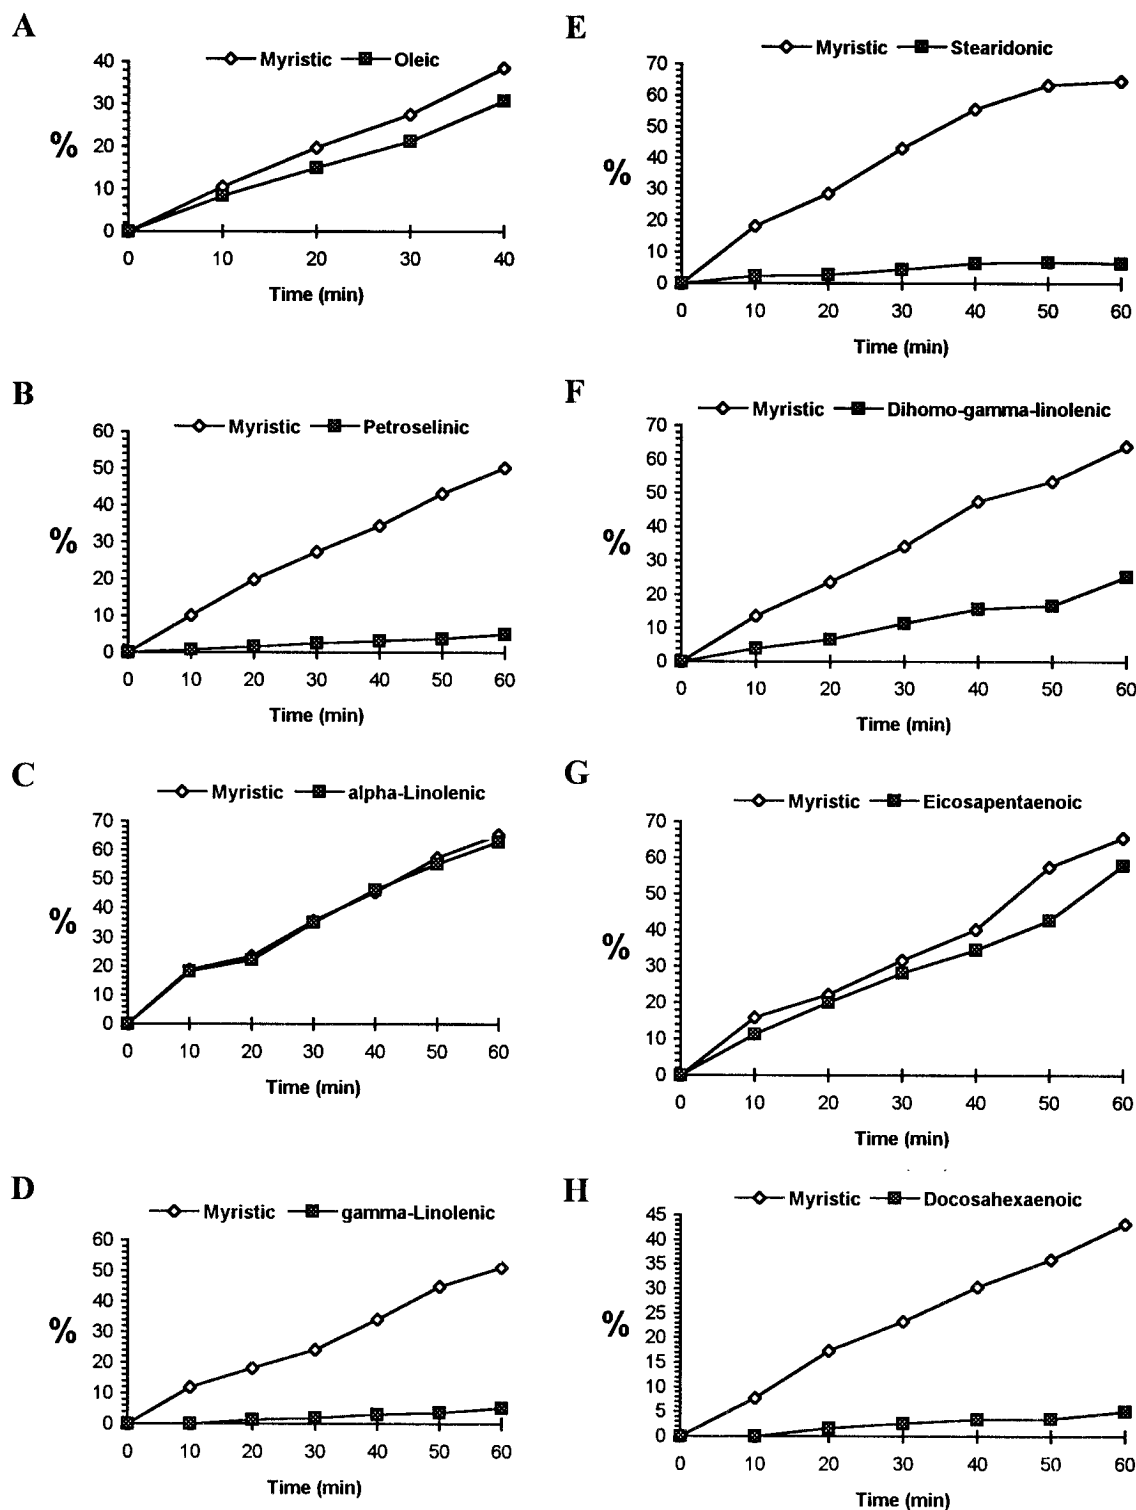 A
Myristic Oleic
40
30
20
10
0
%
0 10 20 30 40
Time (min)
B
Myristic Petroselinic
60
50
40
30
20
10
0
%
0 10 20 30 40 50 60
Time (min)
C
Myristic alpha-Linolenic
70
60
50
40
30
20
10
0
%
0 10 20 30 40 50 60
Time (min)
D
Myristic gamma-Linolenic
60
50
40
30
20
10
0
%
0 10 20 30 40 50 60
Time (min)
E
Myristic Stearidonic
70
60
50
40
30
20
10
0
%
0 10 20 30 40 50 60
Time (min)
F
Myristic Dihomo-gamma-linolenic
70
60
50
40
30
20
10
0
%
0 10 20 30 40 50 60
Time (min)
G
Myristic Eicosapentaenoic
70
60
50
40
30
20
10
0
%
0 10 20 30 40 50 60
Time (min)
H
Myristic Docosahexaenoic
45
40
35
30
25
20
15
10
5
0
%
0 10 20 30 40 50 60
Time (min)